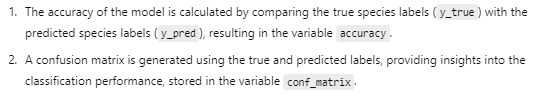 1. The accuracy of the model is calculated by comparing the true species labels ( y_true ) with the
predicted species labels ( y_pred ), resulting in the variable accuracy .
2. A confusion matrix is generated using the true and predicted labels, providing insights into the
classification performance, stored in the variable conf_matrix .